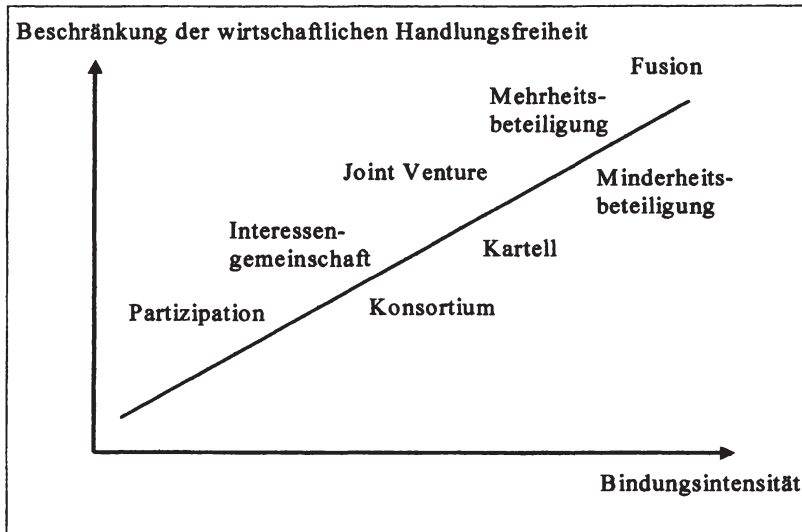 Beschränkung der wirtschaftlichen Handlungsfreiheit
Fusion
Mehrheits-
beteiligung
Joint Venture
Minderheits-
beteiligung
Interessen-
gemeinschaft
Kartell
Partizipation
Konsortium
Bindungsintensität